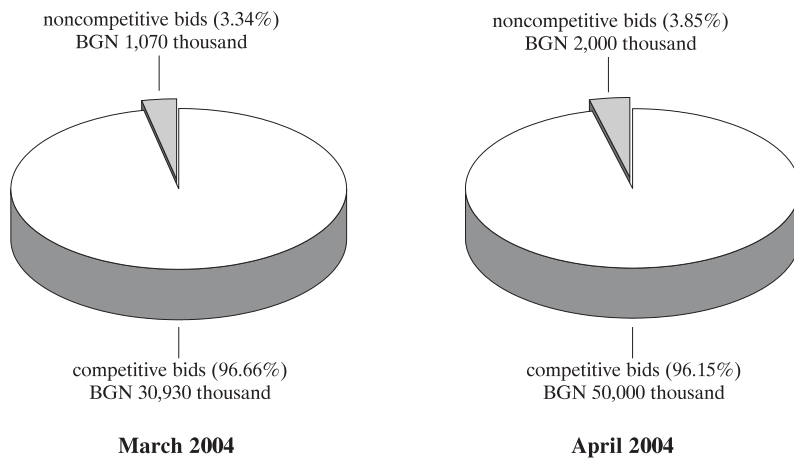 noncompetitive bids (3.34%)
BGN 1,070 thousand
competitive bids (96.66%)
BGN 30,930 thousand
March 2004
noncompetitive bids (3.85%)
BGN 2,000 thousand
competitive bids (96.15%)
BGN 50,000 thousand
April 2004